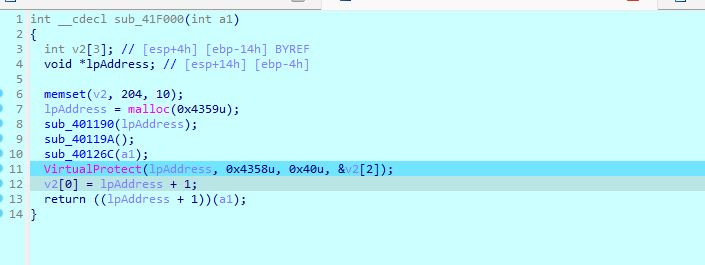 1 int __cdecl sub_41F000(int a1)
2 {
3 int v2[3]; // [esp+4h] [ebp-14h] BYREF
4 void *lpAddress; // [esp+14h] [ebp-4h]
5
6 memset(v2, 204, 10);
7 lpAddress = malloc(0x4359u);
8 sub_401190(lpAddress);
9 sub_40119A();
10 sub_40126C(a1);
11 VirtualProtect(lpAddress, 0x4358u, 0x40u, &v2[2]);
12 v2[0] = lpAddress + 1;
13 return ((lpAddress + 1))(a1);
14 }